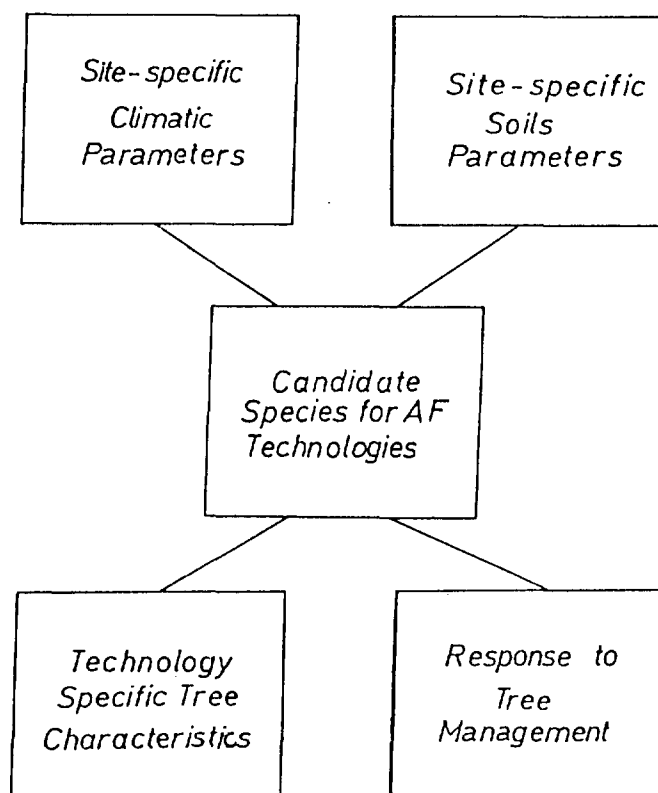 Site-specific
Climatic
Parameters
Site-specific
Soils
Parameters
Candidate
Species for AF
Technologies
Technology
Specific Tree
Characteristics
Response to
Tree
Management